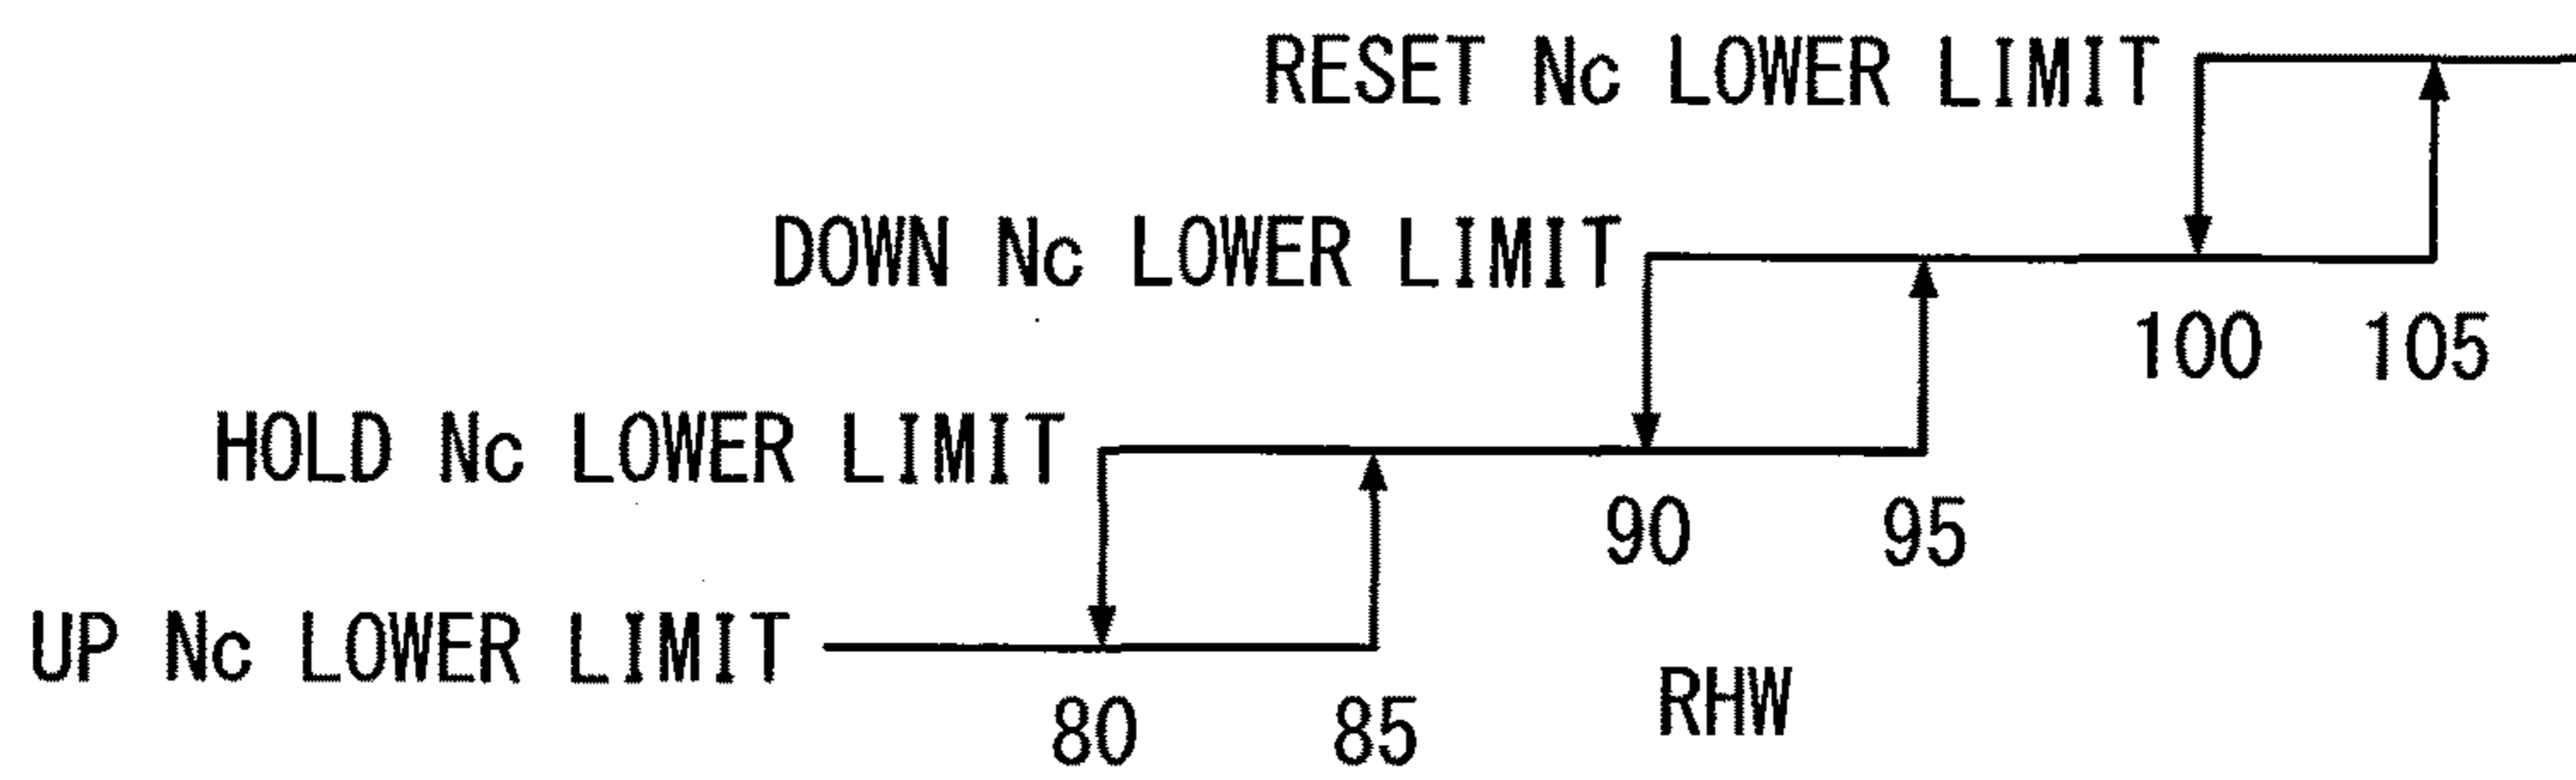 RESET Nc LOWER LIMIT
DOWN Nc LOWER LIMIT
100 105
HOLD Nc LOWER LIMIT
90 95
UP Nc LOWER LIMIT
RHW
80 85